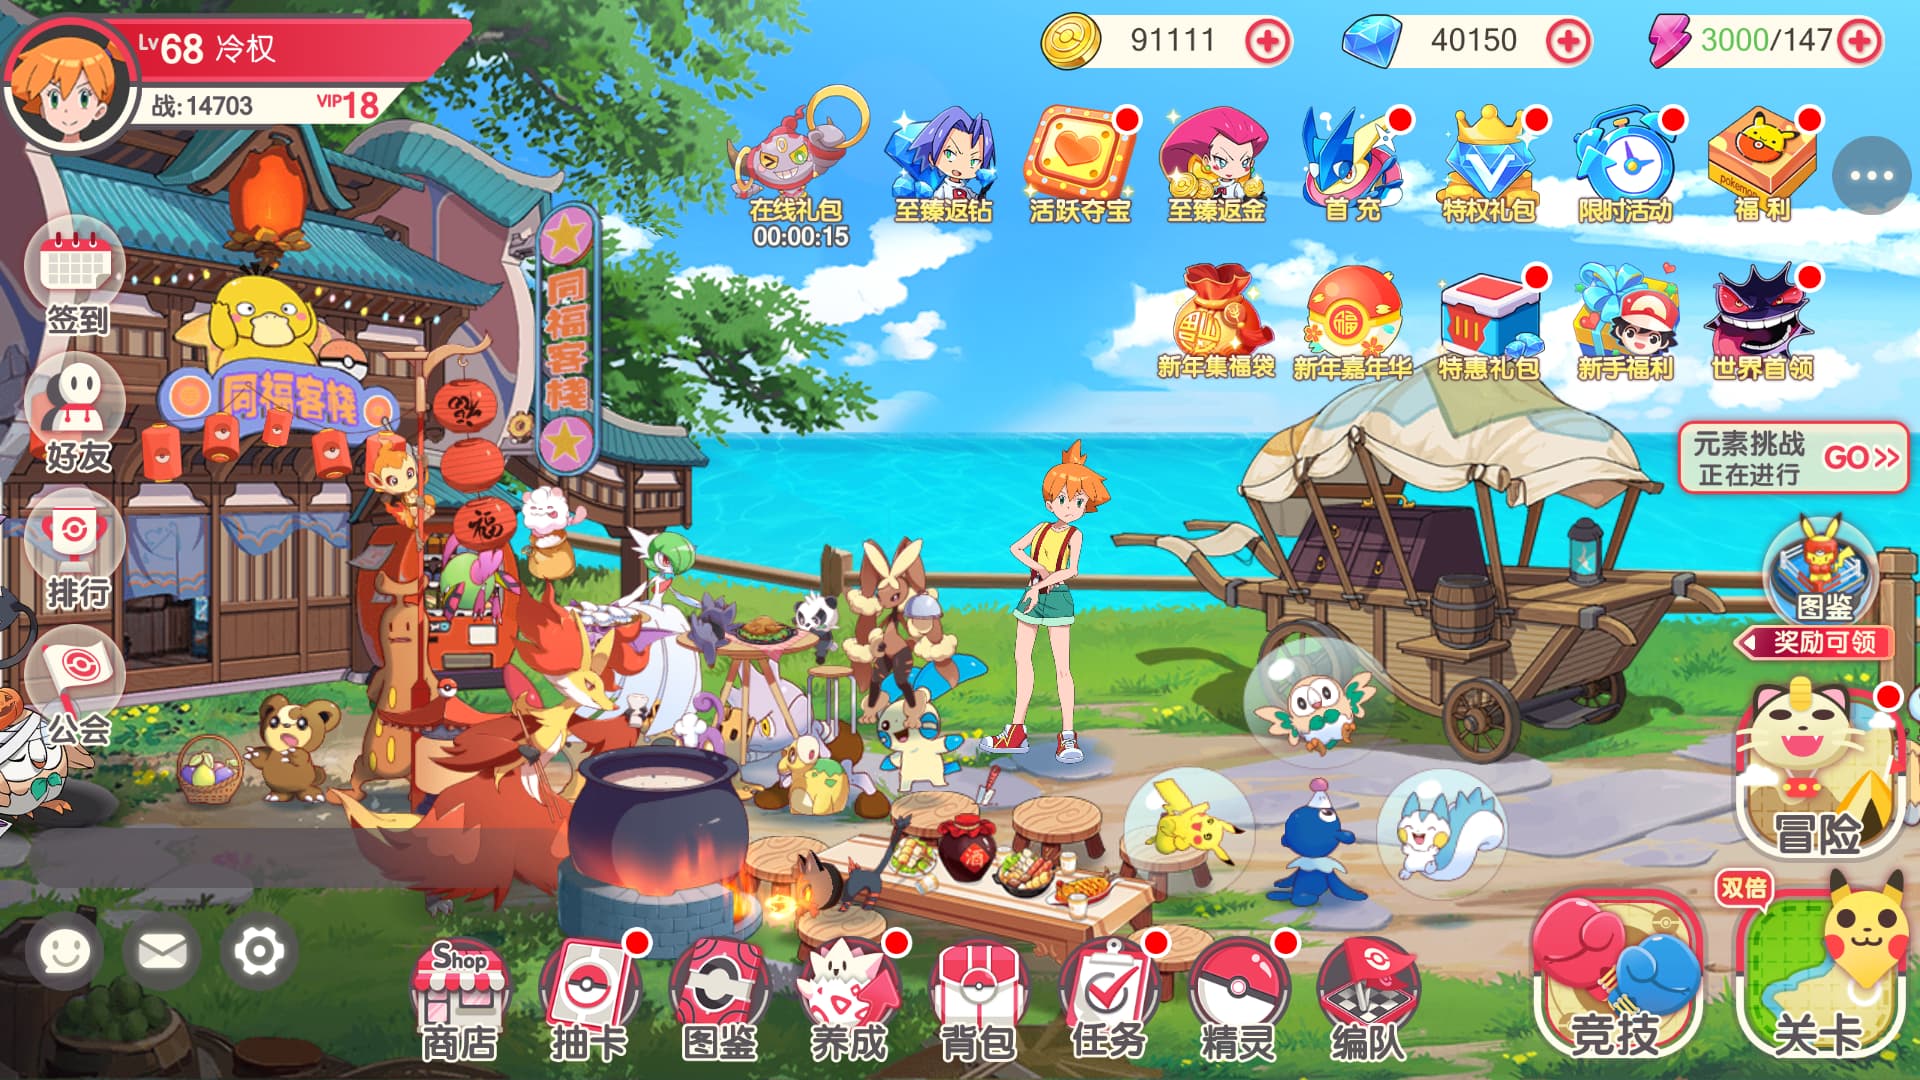 Lv68 冷权
战:14703
VIP18
91111
40150
3000/147
在线礼包
00:00:15
至臻返钻
活跃夺宝
至臻返金
首充
特权礼包
限时活动
pokemon
福利
新年集福袋
福
新年嘉年华
特惠礼包
新手福利
世界首领
签到
好友
排行
公会
同福客栈
同福客栈
福
福
元素挑战
正在进行
GO>>
图鉴
奖励可领
冒险
酒
双倍
Shop
商店
抽卡
图鉴
养成
背包
任务
精灵
编队
竞技
关卡